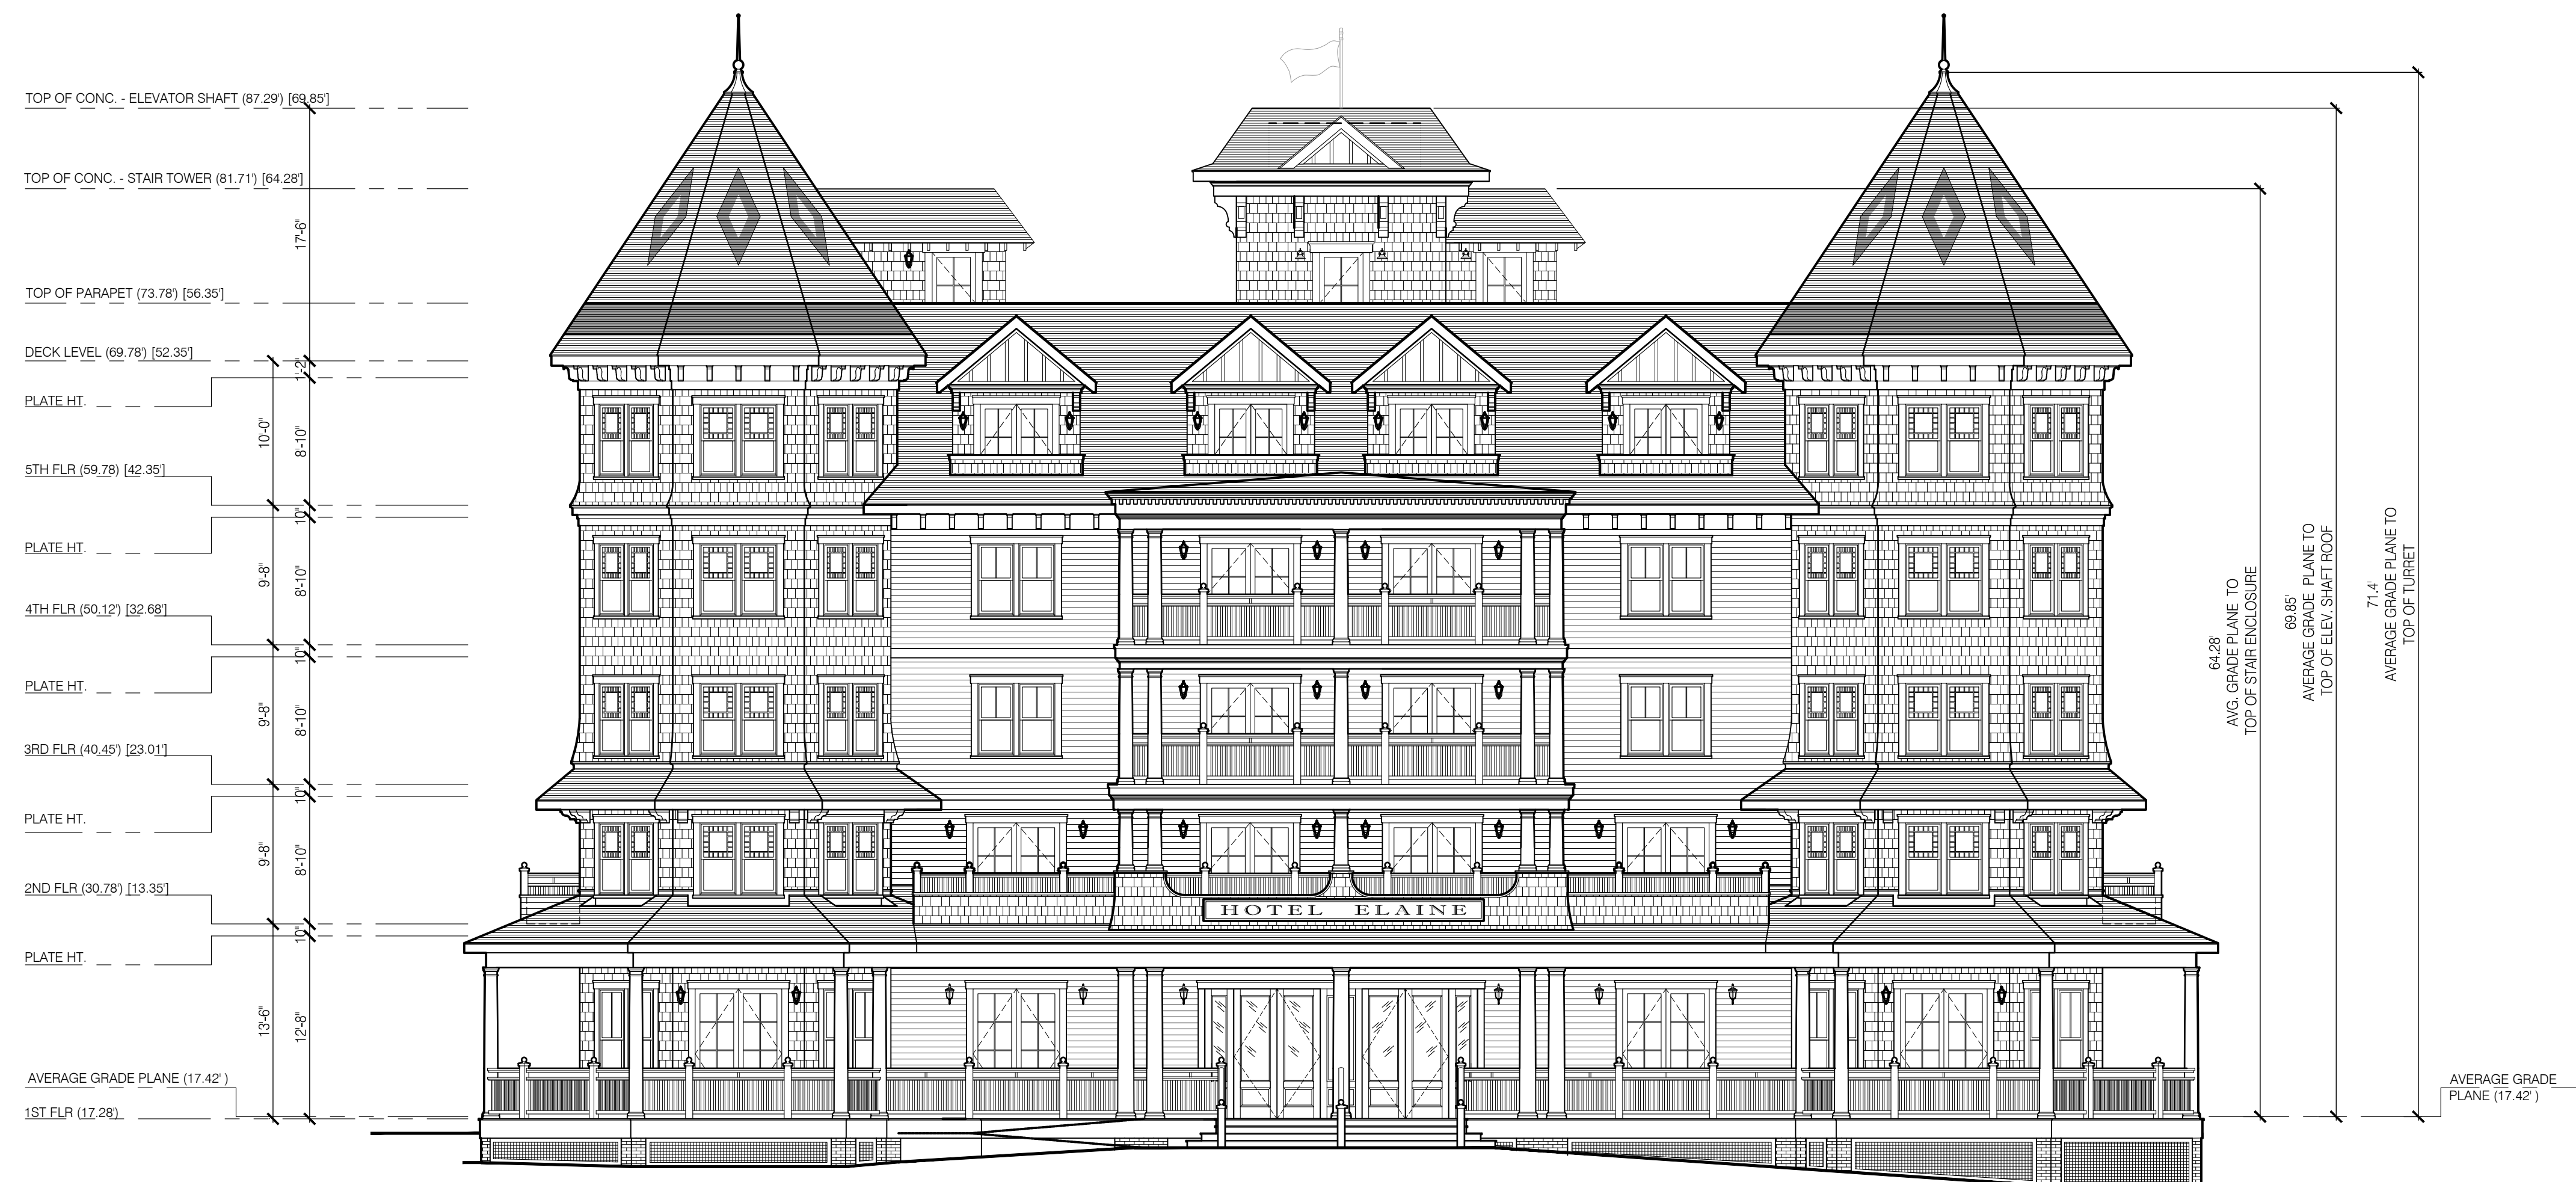 TOP OF CONC. - ELEVATOR SHAFT (87.29') [69.85']
TOP OF CONC. - STAIR TOWER (81.71') [64.28']
17'-6"
TOP OF PARAPET (73.78') [56.35']
DECK LEVEL (69.78') [52.35']
1'-2"
PLATE HT.
10'-0"
8'-10"
5TH FLR (59.78) [42.35']
10"
PLATE HT.
9'-8"
8'-10"
4TH FLR (50.12') [32.68']
10"
PLATE HT.
9'-8"
8'-10"
3RD FLR (40.45') [23.01']
10"
PLATE HT.
9'-8"
8'-10"
2ND FLR (30.78') [13.35']
10"
PLATE HT.
13'-6"
12'-8"
AVERAGE GRADE PLANE (17.42' )
1ST FLR (17.28')
HOTEL ELAINE
64.28'
AVG. GRADE PLANE TO
TOP OF STAIR ENCLOSURE
69.85'
AVERAGE GRADE PLANE TO
TOP OF ELEV. SHAFT ROOF
71.4'
AVERAGE GRADE PLANE TO
TOP OF TURRET
AVERAGE GRADE
PLANE (17.42' )